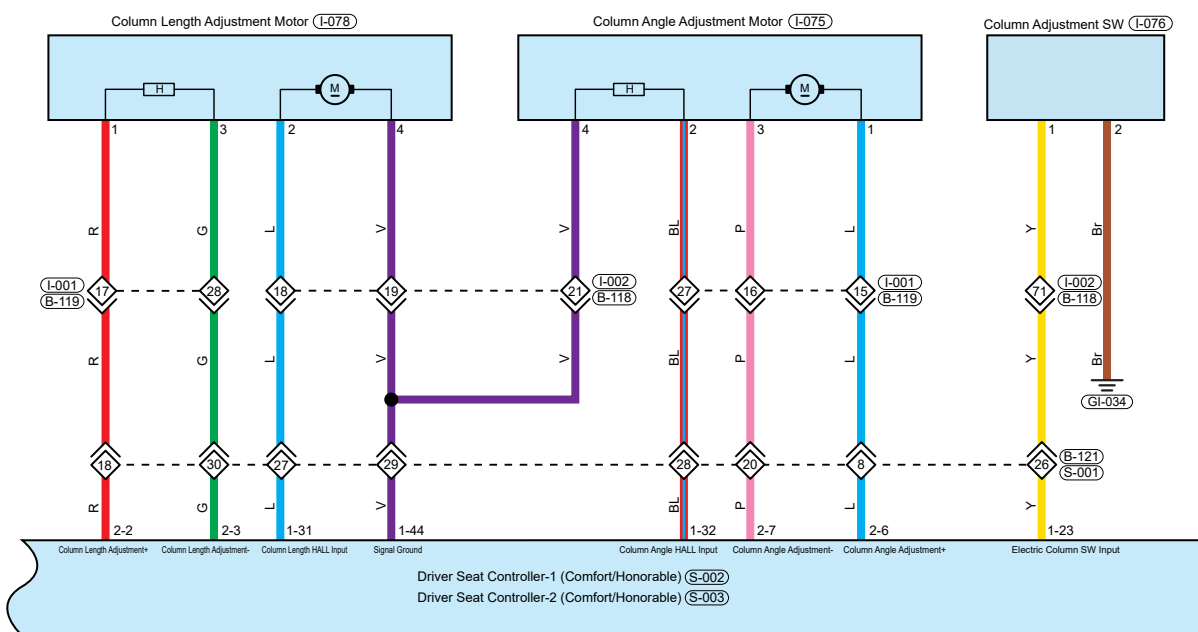 Column Length Adjustment Motor I-078
Column Angle Adjustment Motor I-075
Column Adjustment SW I-076
H M H M
1 3 2 4 4 2 3 1 1 2
R G L V V BL P L Y Br
I-001 17 28 18 19 21 I-002 27 16 15 I-001 71 I-002
B-119 B-118 B-119 B-118
R G L V V BL P L Y Br
GI-034
18 30 27 29 28 20 8 26 B-121
S-001
R G L V BL P L Y
2-2 2-3 1-31 1-44 1-32 2-7 2-6 1-23
Column Length Adjustment+ Column Length Adjustment- Column Length HALL Input Signal Ground Column Angle HALL Input Column Angle Adjustment- Column Angle Adjustment+ Electric Column SW Input
Driver Seat Controller-1 (Comfort/Honorable) S-002
Driver Seat Controller-2 (Comfort/Honorable) S-003